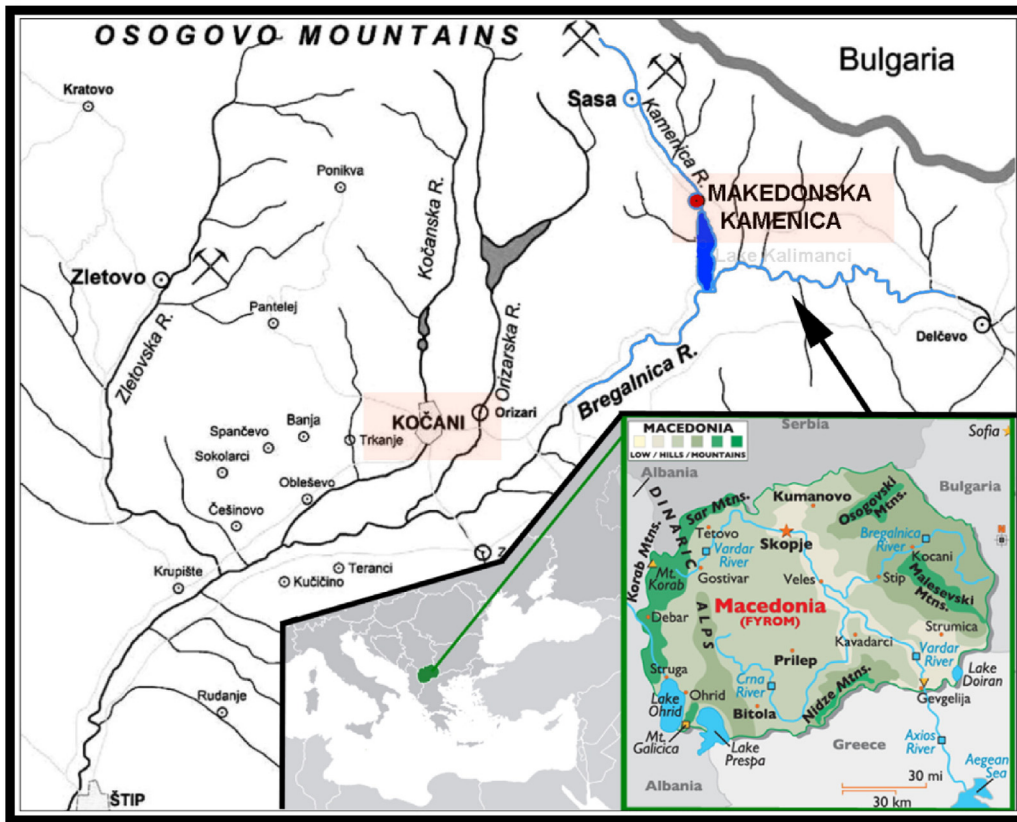 OSOGOVO MOUNTAINS
Bulgaria
Kratovo
Sasa
Kamenica R.
Ponikva
MAKEDONSKA
KAMENICA
Lake Kalimanci
Kočanska R.
Zletovo
Pantelej
Orizarska R.
Zletovska R.
Delčevo
Bregalnica R.
KOČANI
Orizari
Banja
Trkanje
Spančevo
Sokolarci
Obleševo
Češinovo
Krupište
Teranci
Kučičino
Z
Rudanje
ŠTIP
MACEDONIA
LOW / HILLS / MOUNTAINS
Serbia
Sofia
Albania
Bulgaria
DINARIC
ALPS
Sar Mtns.
Kumanovo
Osogovski
Mtns.
N
Korab Mtns.
Tetovo
Vardar
River
Skopje
Bregalnica
River
Kocani
Mt.
Korab
Gostivar
Veles
Stip
Malesevski
Mtns.
Debar
Macedonia
(FYROM)
Strumica
Kavadarci
Vardar
River
Struga
Prilep
Crna
River
Lake
Doiran
Lake
Ohrid
Ohrid
Bitola
Nidze Mtns.
Gevgelija
Mt.
Galicica
Lake
Prespa
Greece
Axios
River
Aegean
Sea
Albania
30 mi
30 km